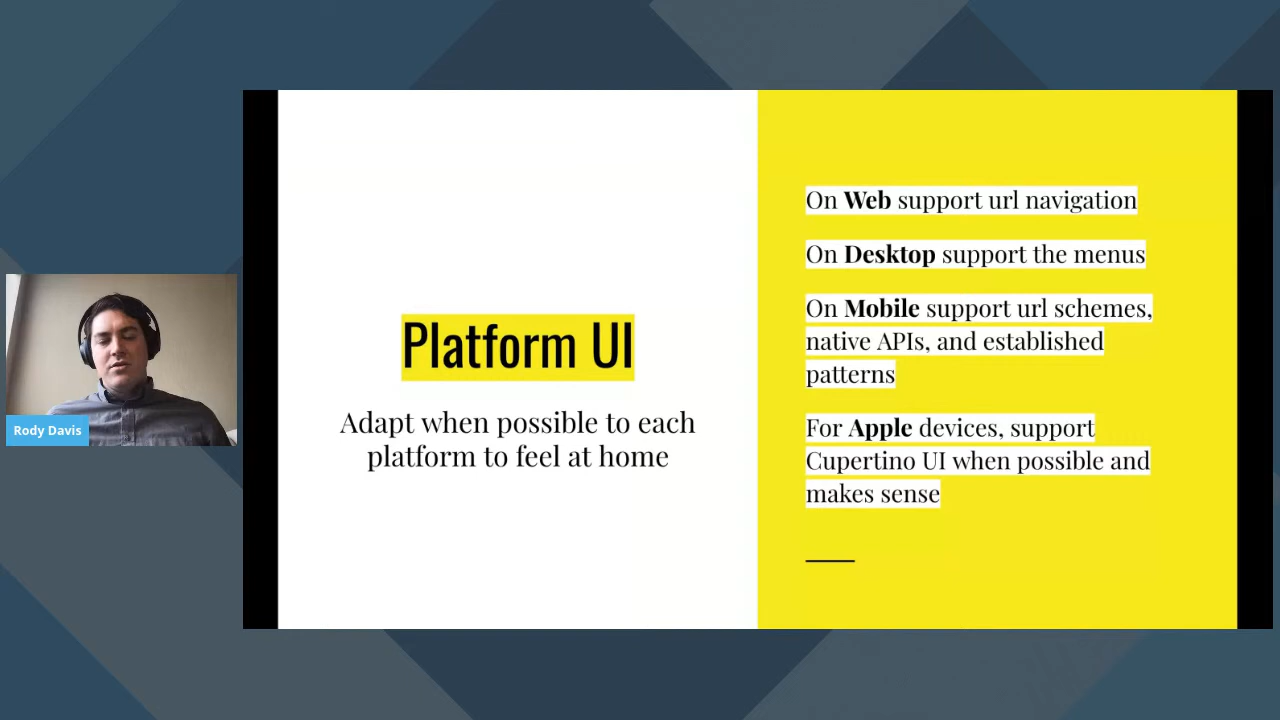 Platform UI
Adapt when possible to each
platform to feel at home
On Web support url navigation
On Desktop support the menus
On Mobile support url schemes,
native APIs, and established
patterns
For Apple devices, support
Cupertino UI when possible and
makes sense
Rody Davis